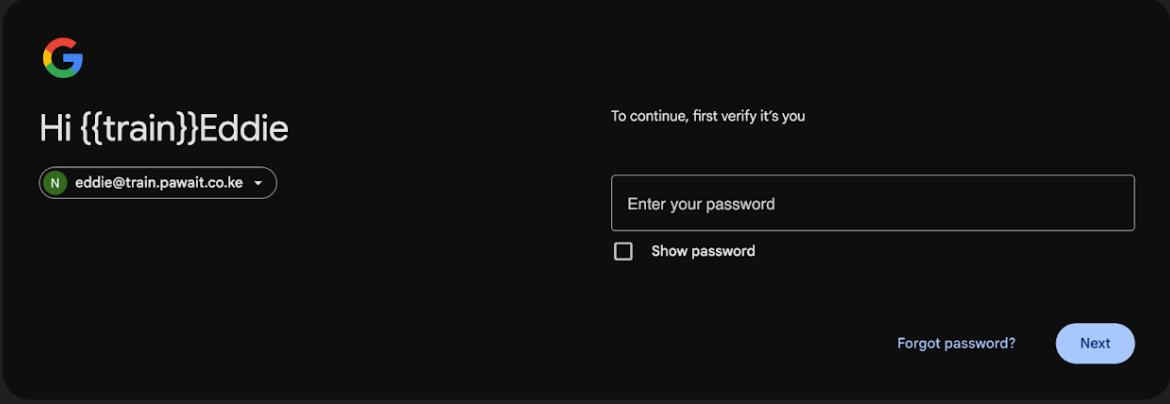 Hi {{train}}Eddie
N eddie@train.pawait.co.ke
To continue, first verify it’s you
Enter your password
Show password
Forgot password?
Next